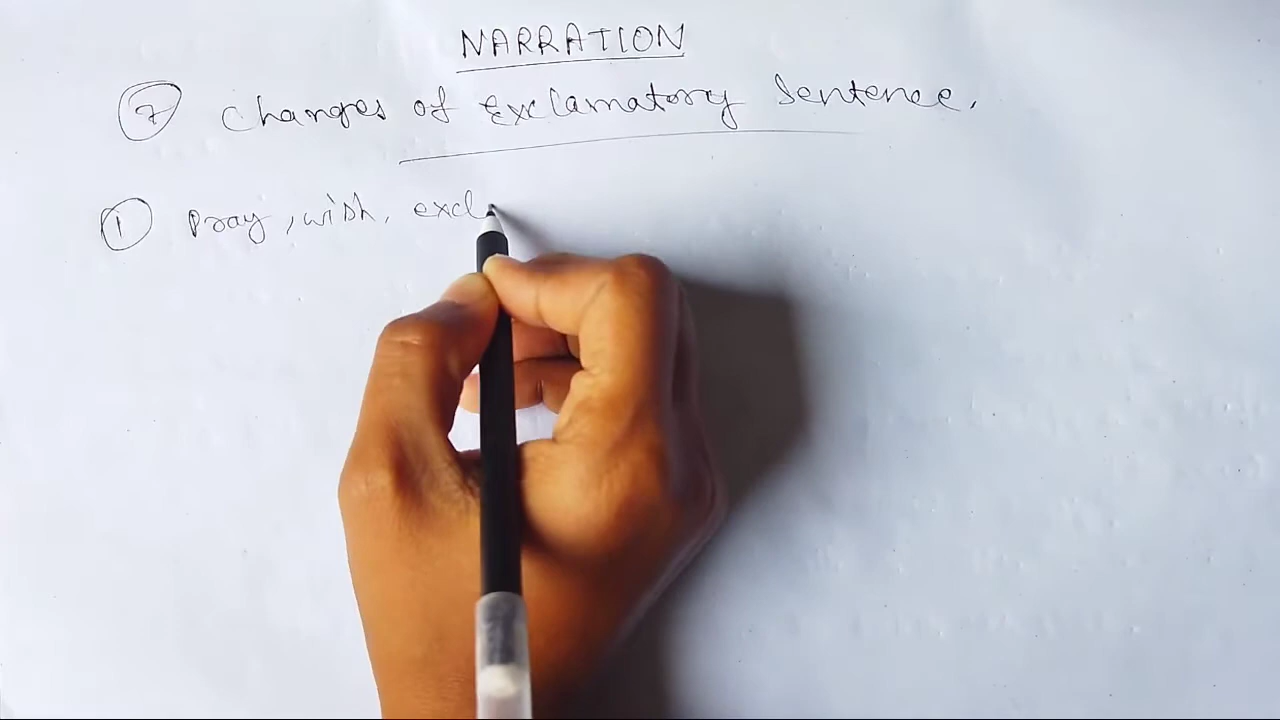 NARRATION
7 Changes of Exclamatory Sentence.
1 Pray, wish, excl